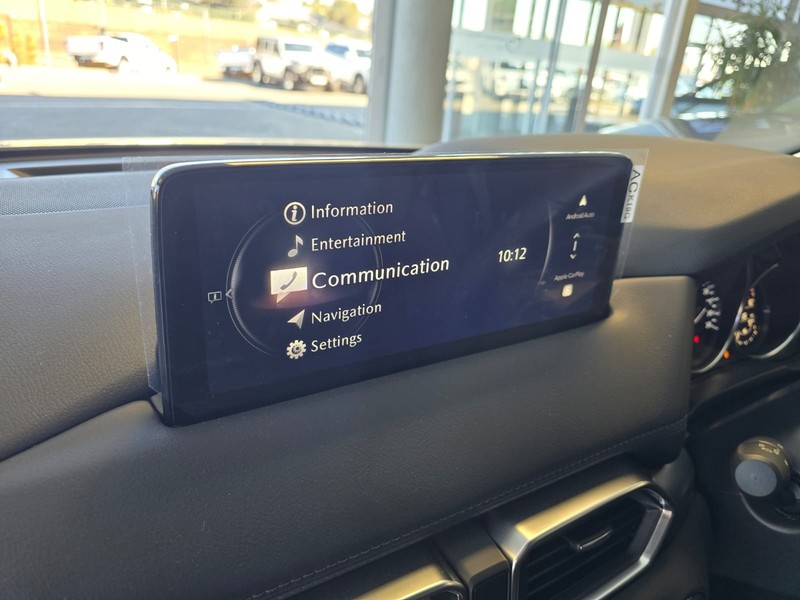 Information
Entertainment
Communication
Navigation
Settings
10:12
Android Auto
Apple CarPlay